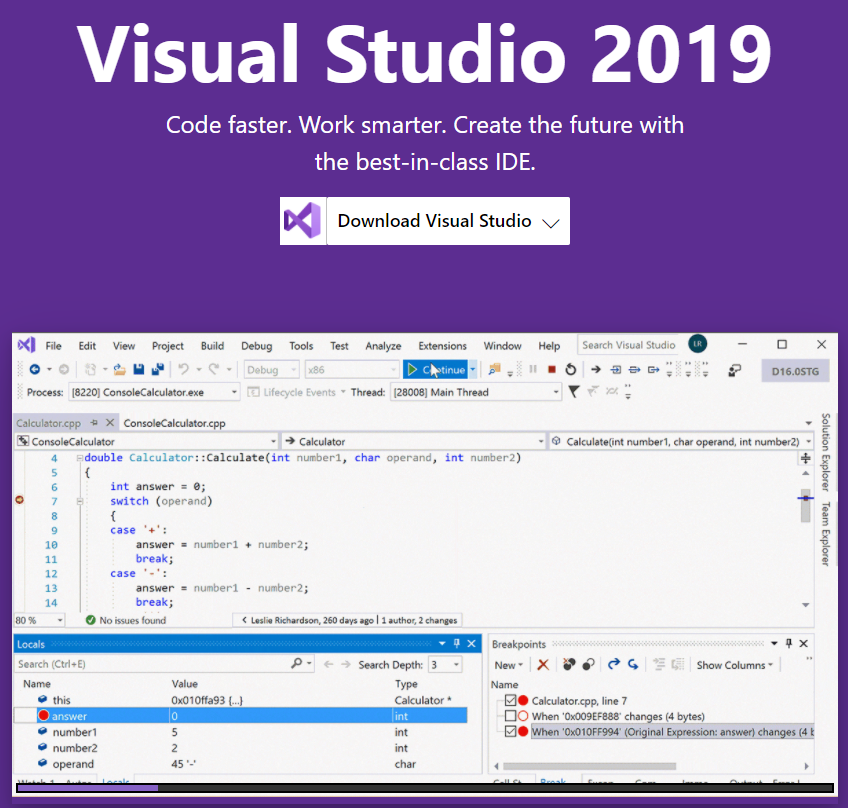 Visual Studio 2019
Code faster. Work smarter. Create the future with
the best-in-class IDE.
Download Visual Studio
File Edit View Project Build Debug Tools Test Analyze Extensions Window Help Search Visual Studio LR
Debug x86 Continue D16.0STG
Process: [8220] ConsoleCalculator.exe Lifecycle Events Thread: [28008] Main Thread
Calculator.cpp ConsoleCalculator.cpp
ConsoleCalculator Calculator Calculate(int number1, char operand, int number2)
Solution Explorer
Team Explorer
4 double Calculator::Calculate(int number1, char operand, int number2)
5 {
6 int answer = 0;
7 switch (operand)
8 {
9 case '+':
10 answer = number1 + number2;
11 break;
12 case '-':
13 answer = number1 - number2;
14 break;
80 % No issues found Leslie Richardson, 260 days ago | 1 author, 2 changes
Locals
Search (Ctrl+E) Search Depth: 3
Name Value Type
this 0x010ffa93 {...} Calculator *
answer 0 int
number1 5 int
number2 2 int
operand 45 '-' char
Locals
Breakpoints
New Show Columns
Name
Calculator.cpp, line 7
When '0x009EF888' changes (4 bytes)
When '0x010FF994' (Original Expression: answer) changes (4 b